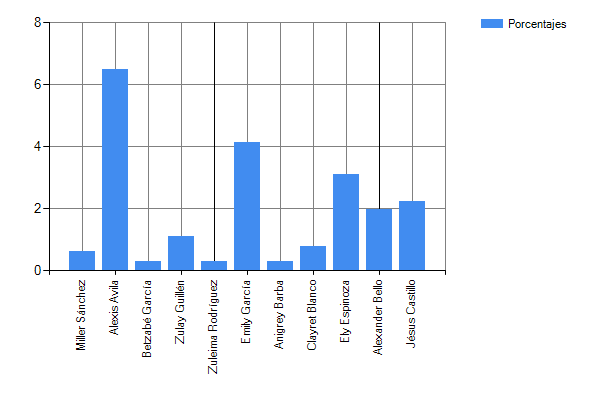 8
6
4
2
0
Porcentajes
Miller Sánchez
Alexis Avila
Betzabé García
Zulay Guillén
Zuleima Rodríguez
Emily García
Anigrey Barba
Clayret Blanco
Ely Espinoza
Alexander Bello
Jésus Castillo